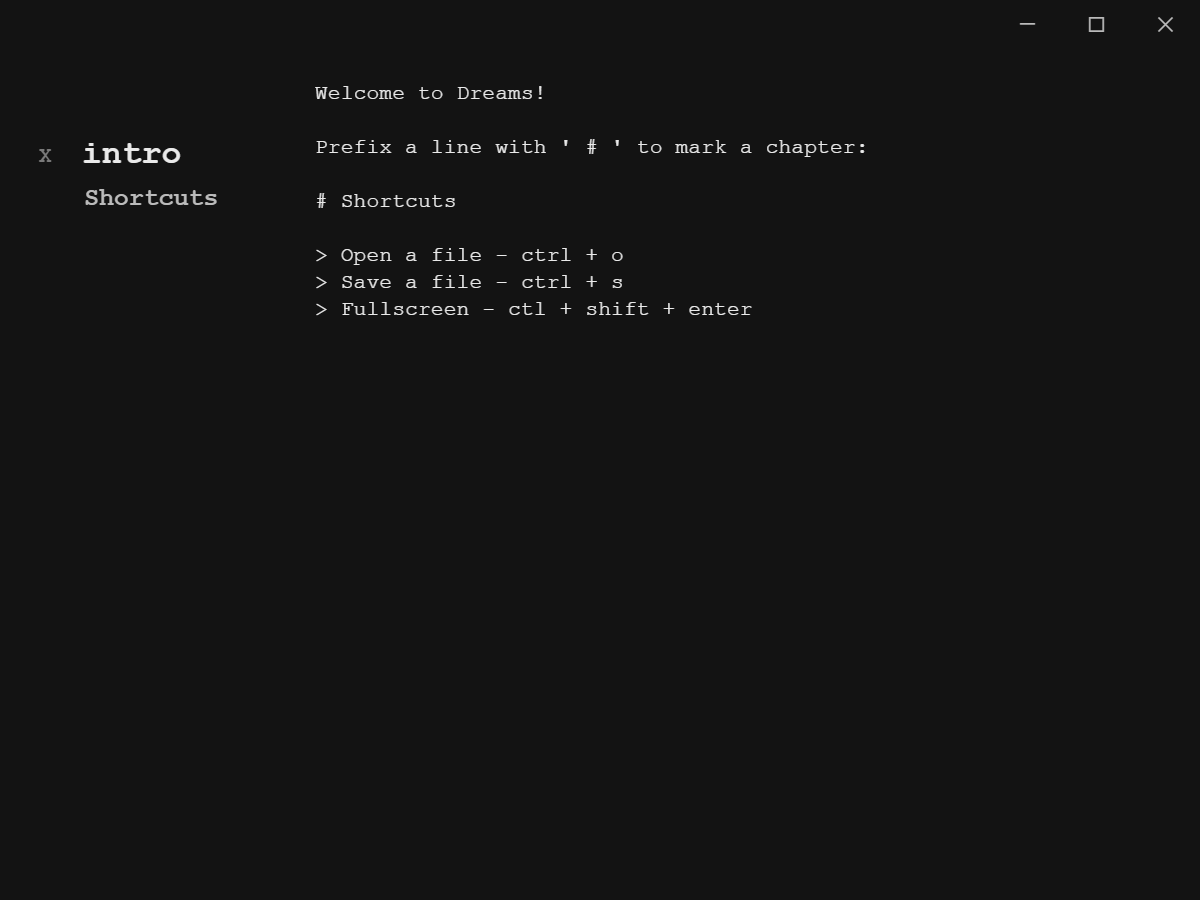 x intro
Shortcuts
Welcome to Dreams!
Prefix a line with ' # ' to mark a chapter:
# Shortcuts
> Open a file - ctrl + o
> Save a file - ctrl + s
> Fullscreen - ctl + shift + enter